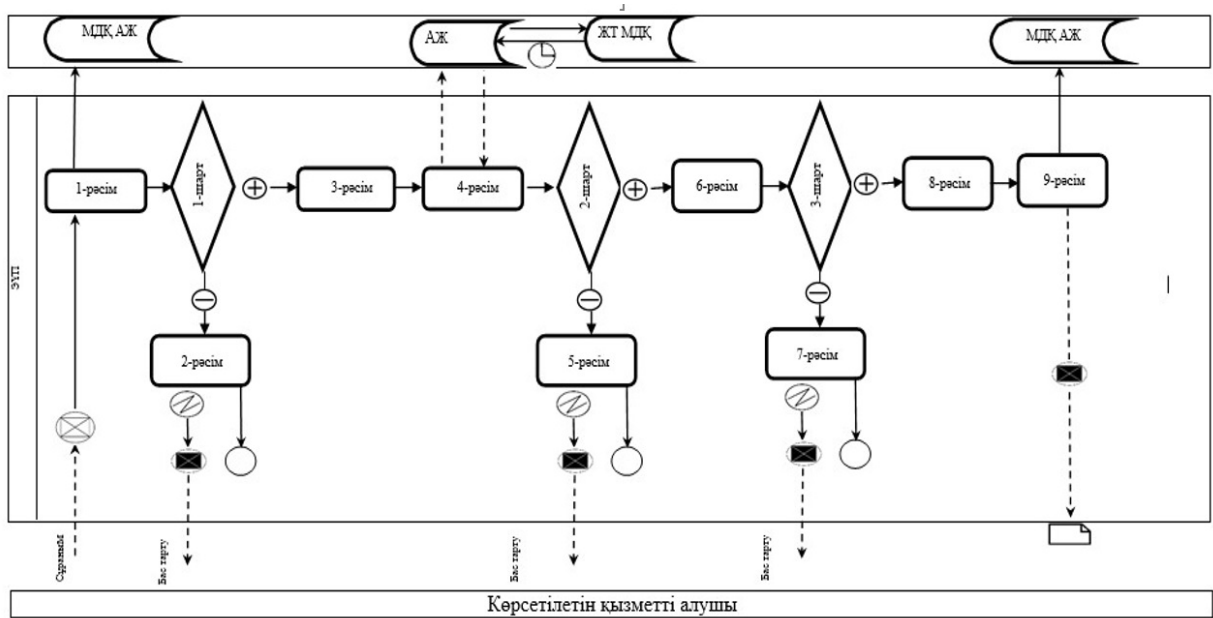 МДҚ АЖ
АЖ
ЖТ МДҚ
МДҚ АЖ
1-рәсім
1-шарт
3-рәсім
4-рәсім
2-шарт
6-рәсім
3-шарт
8-рәсім
9-рәсім
2-рәсім
5-рәсім
7-рәсім
Сұраным
Бас тарту
Бас тарту
Бас тарту
Көрсетілетін қызметті алушы